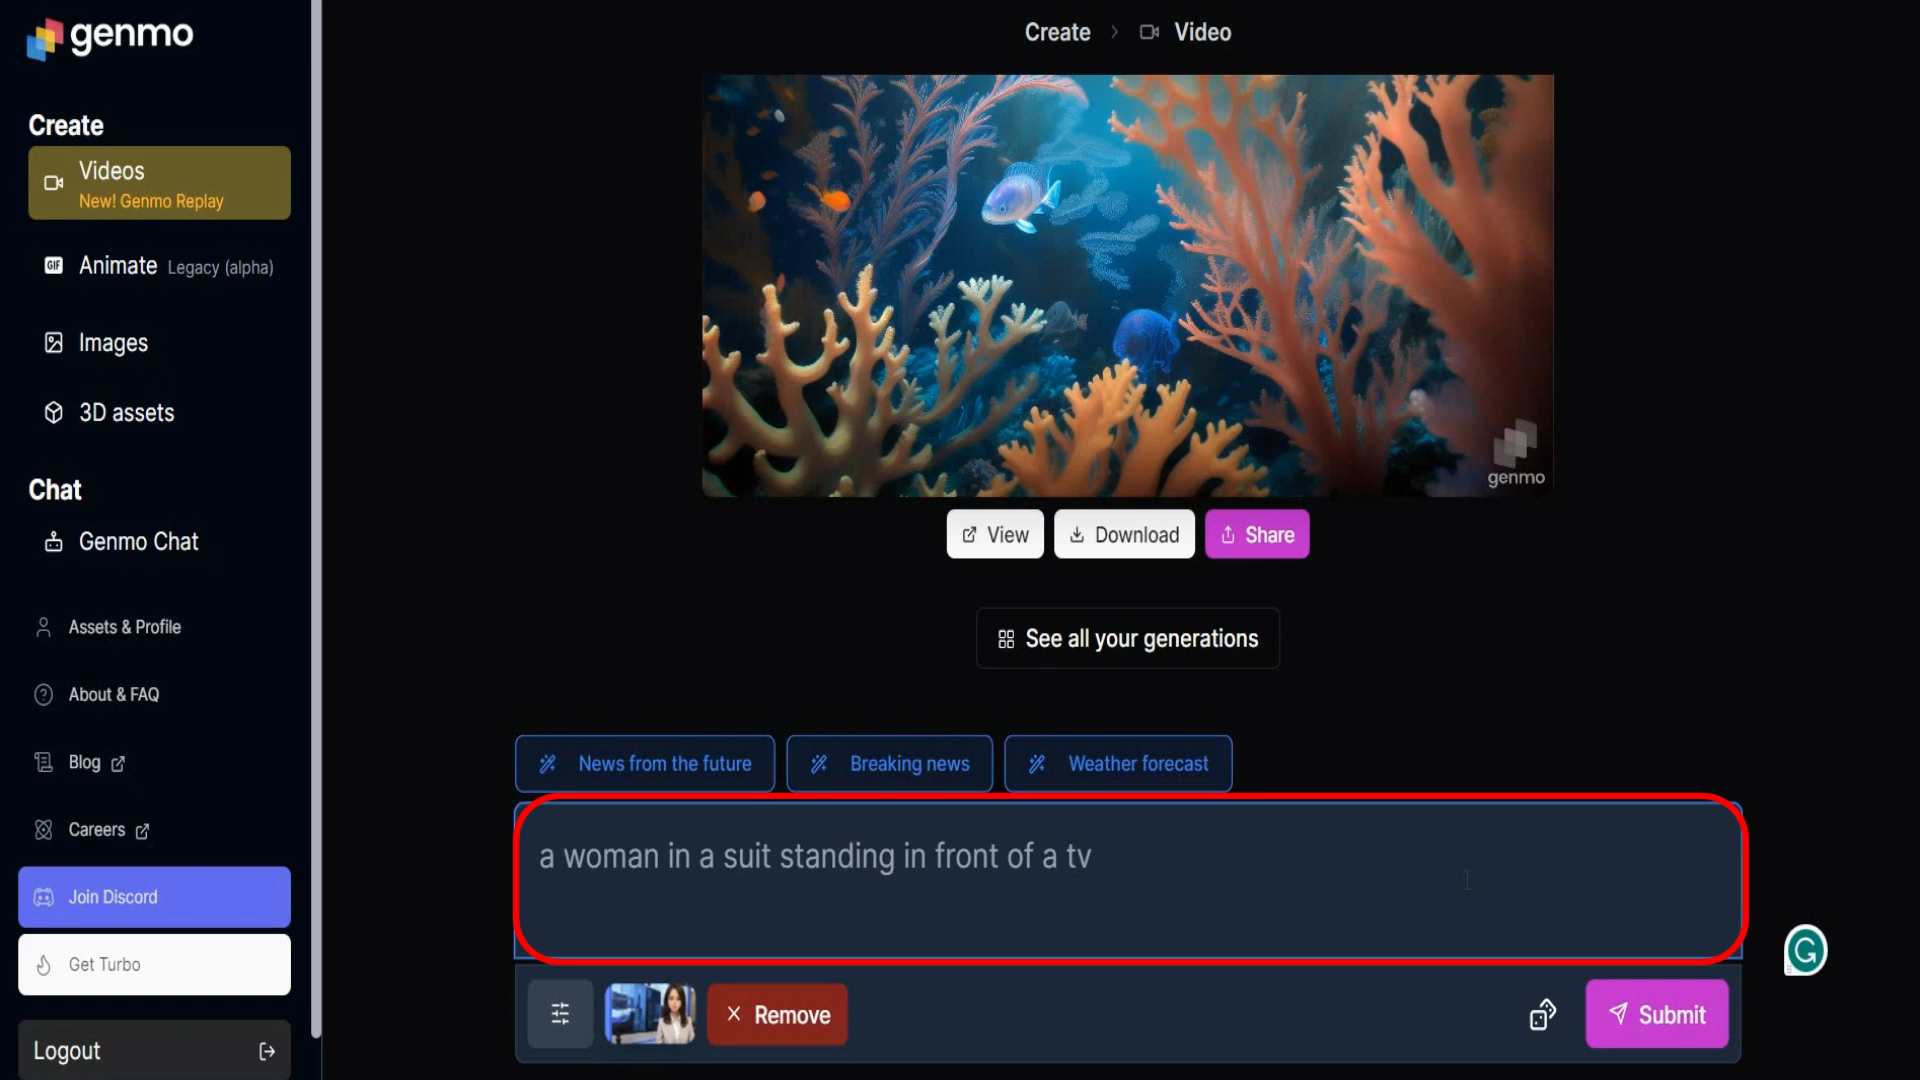 genmo
Create
Videos
New! Genmo Replay
GIF Animate Legacy (alpha)
Images
3D assets
Chat
Genmo Chat
Assets & Profile
About & FAQ
Blog
Careers
Join Discord
Get Turbo
Logout
Create > Video
genmo
View Download Share
See all your generations
News from the future Breaking news Weather forecast
a woman in a suit standing in front of a tv
Remove Submit
G